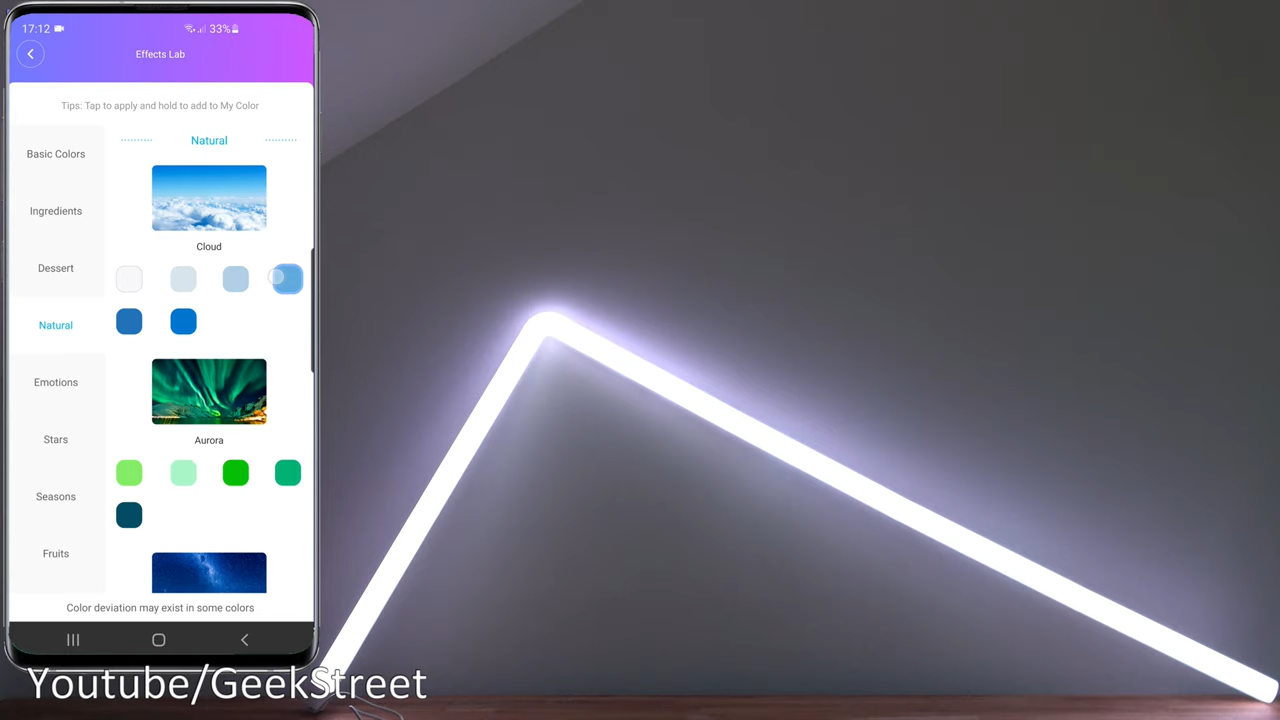 17:12 33%
Effects Lab
Tips: Tap to apply and hold to add to My Color
Basic Colors
Ingredients
Dessert
Natural
Emotions
Stars
Seasons
Fruits
Natural
Cloud
Aurora
Color deviation may exist in some colors
Youtube/GeekStreet